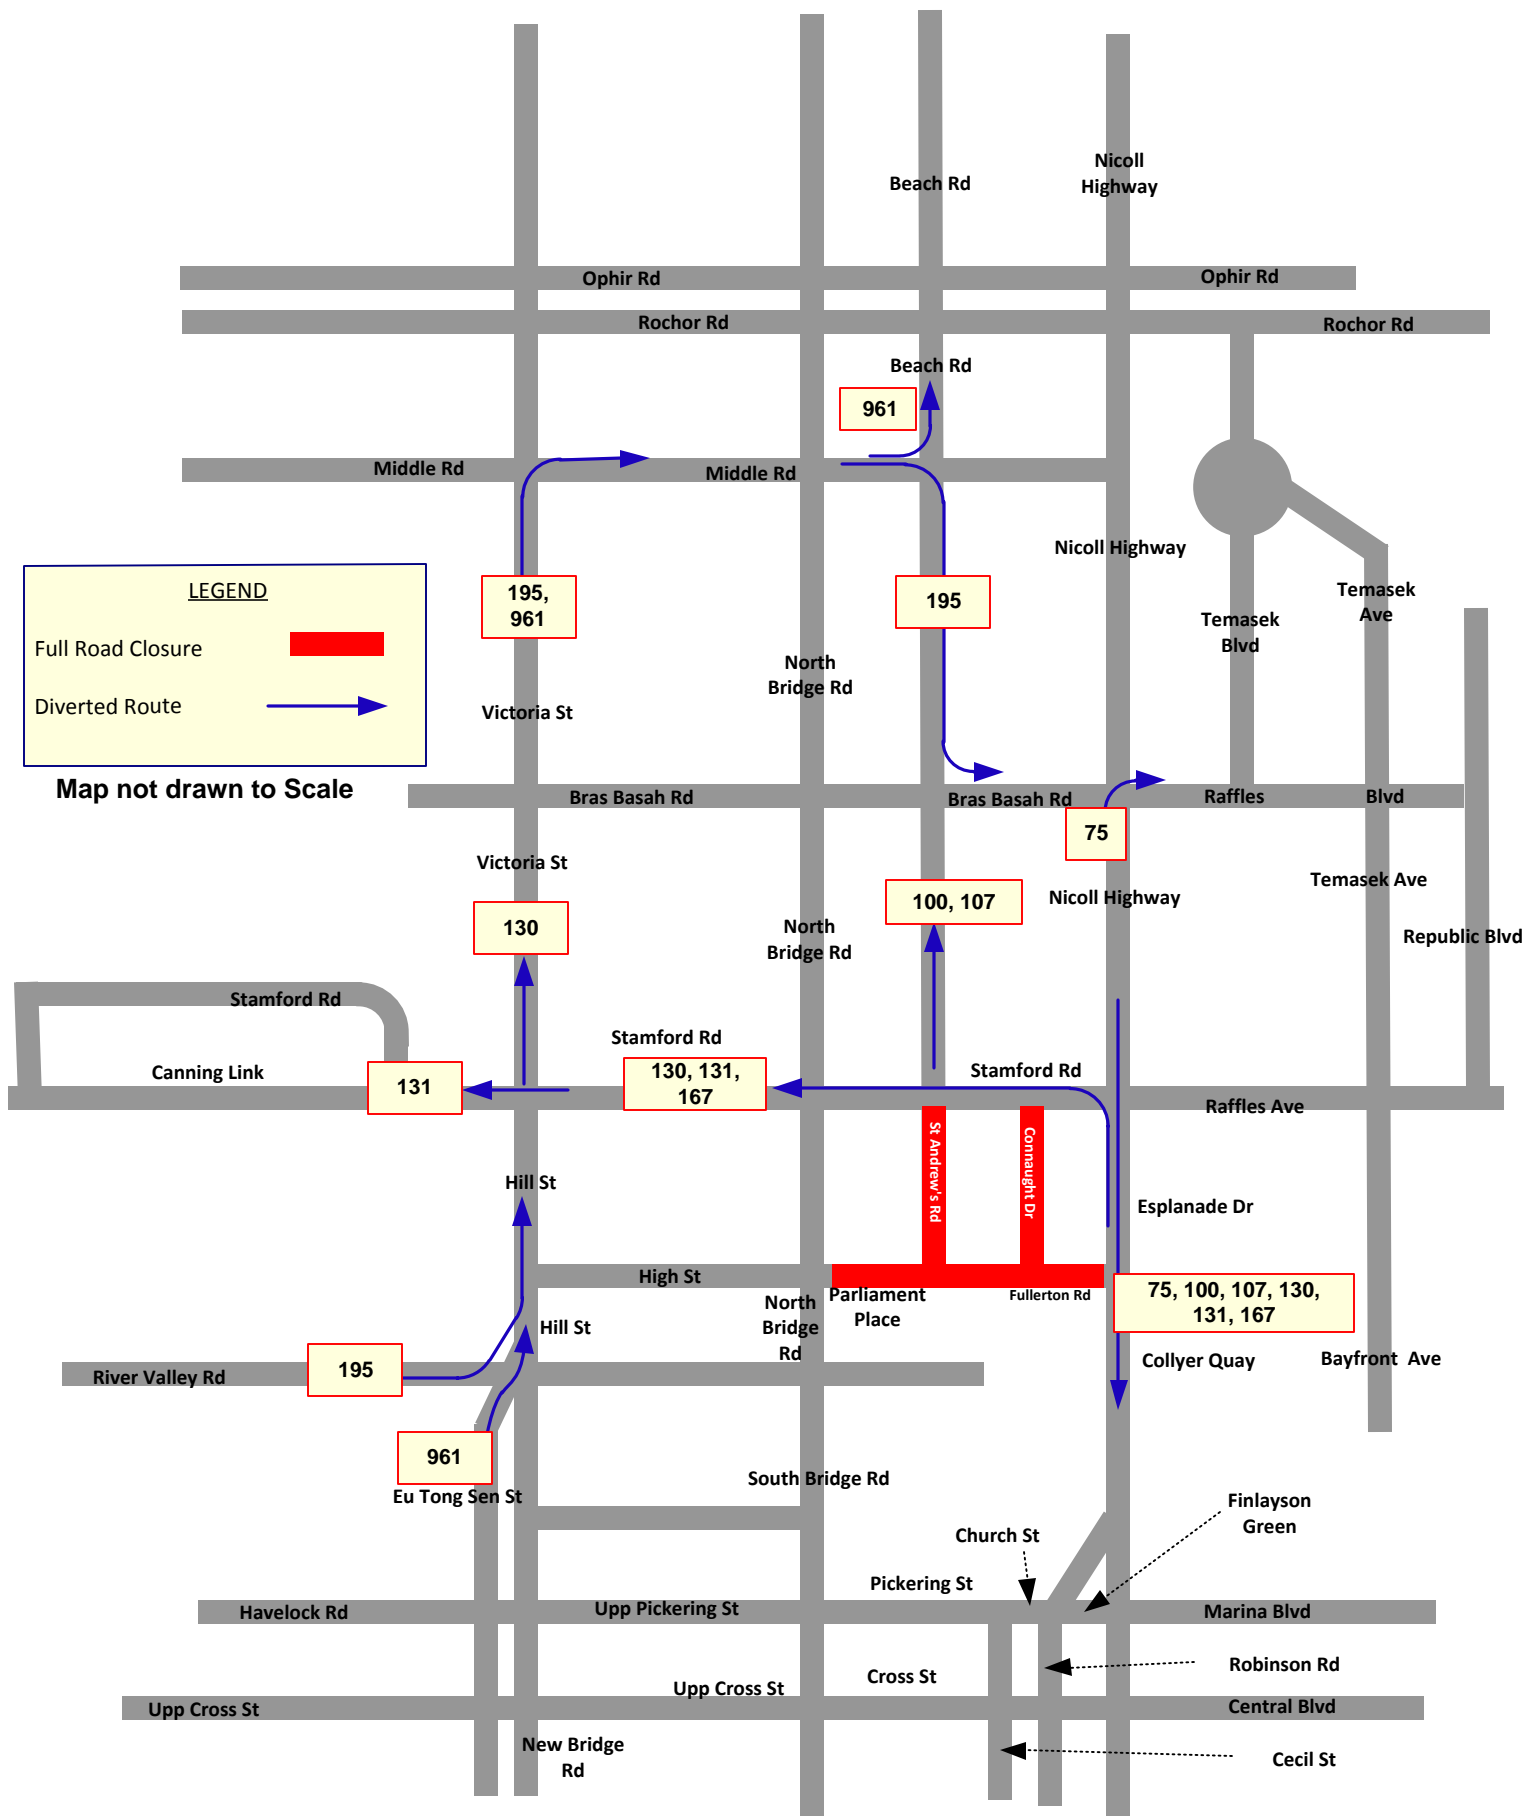 Beach Rd
Nicoll
Highway
Ophir Rd
Ophir Rd
Rochor Rd
Rochor Rd
Beach Rd
961
Middle Rd
Middle Rd
Nicoll Highway
LEGEND
Full Road Closure
Diverted Route
Map not drawn to Scale
195,
961
195
Temasek
Ave
Temasek
Blvd
North
Bridge Rd
Victoria St
Bras Basah Rd
Bras Basah Rd
Raffles
Blvd
75
Victoria St
Temasek Ave
100, 107
Nicoll Highway
130
North
Bridge Rd
Republic Blvd
Stamford Rd
Stamford Rd
Canning Link
131
130, 131,
167
Stamford Rd
Raffles Ave
St Andrew's Rd
Connaught Dr
Hill St
Esplanade Dr
High St
Parliament
Place
Fullerton Rd
75, 100, 107, 130,
131, 167
North
Bridge
Rd
Hill St
River Valley Rd
195
Collyer Quay
Bayfront Ave
961
Eu Tong Sen St
South Bridge Rd
Finlayson
Green
Church St
Pickering St
Havelock Rd
Upp Pickering St
Marina Blvd
Robinson Rd
Cross St
Upp Cross St
Upp Cross St
Central Blvd
New Bridge
Rd
Cecil St